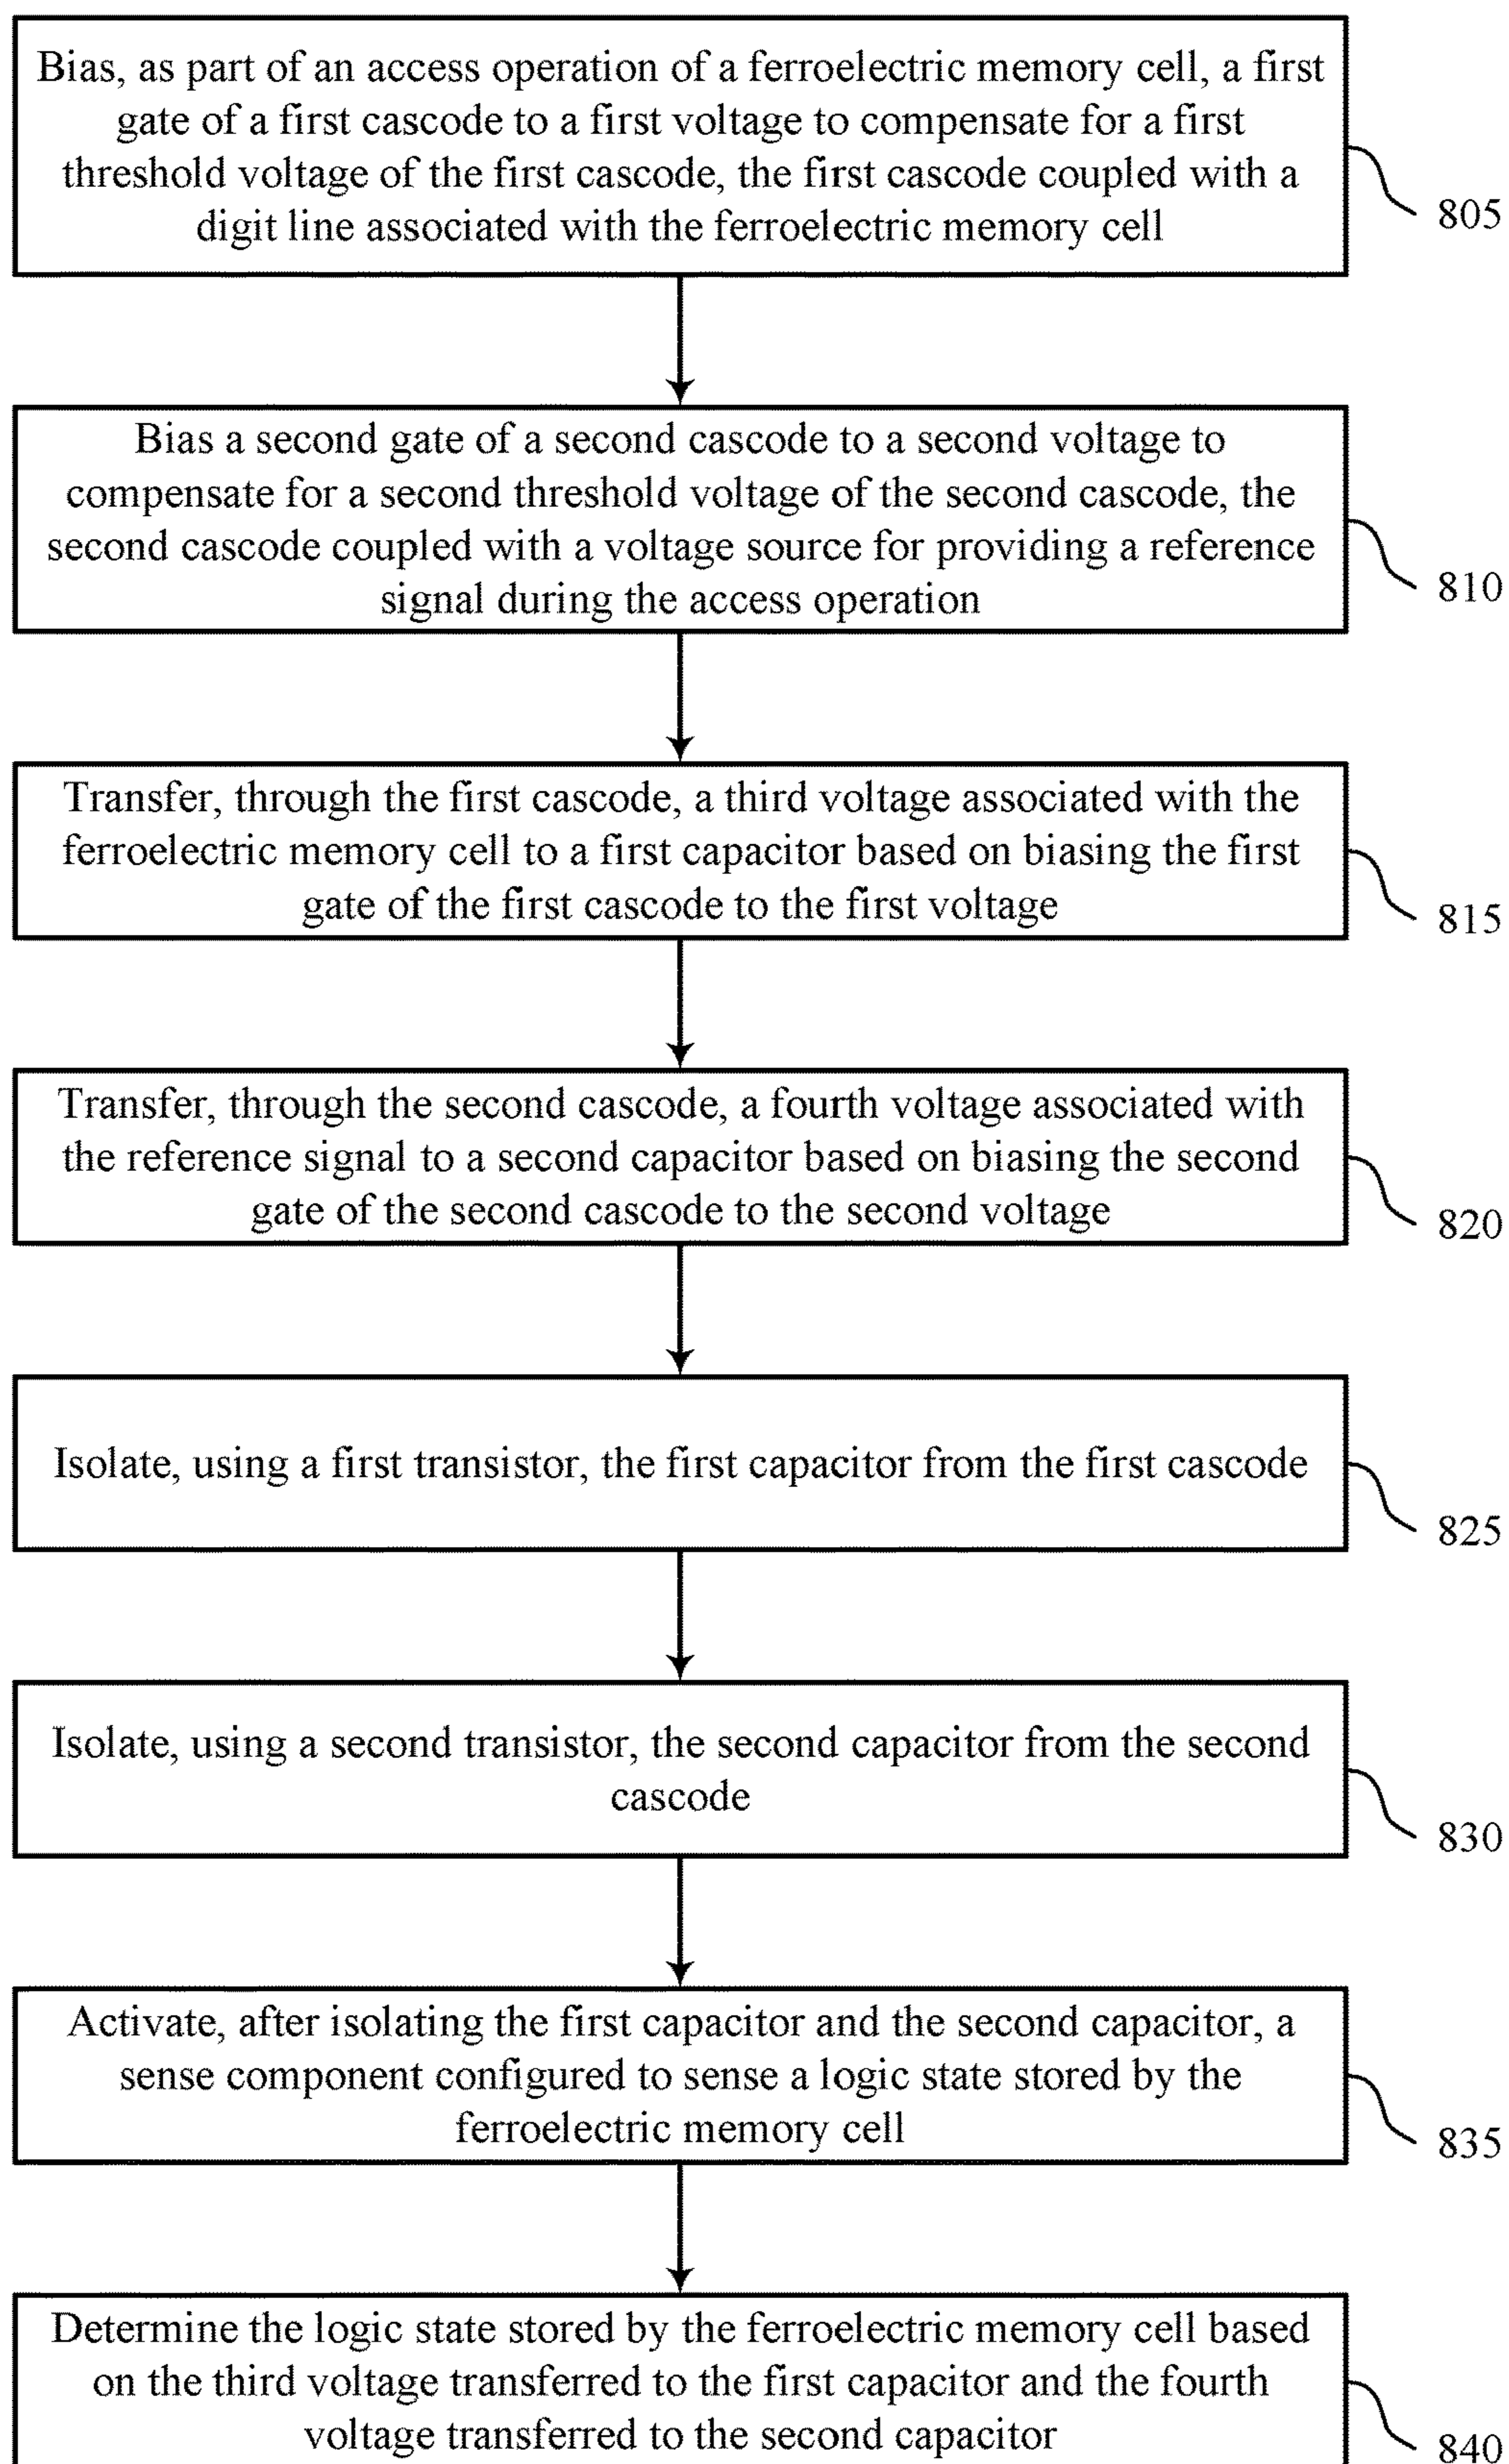 Bias, as part of an access operation of a ferroelectric memory cell, a first
gate of a first cascode to a first voltage to compensate for a first
threshold voltage of the first cascode, the first cascode coupled with a
digit line associated with the ferroelectric memory cell
805
Bias a second gate of a second cascode to a second voltage to
compensate for a second threshold voltage of the second cascode, the
second cascode coupled with a voltage source for providing a reference
signal during the access operation
810
Transfer, through the first cascode, a third voltage associated with the
ferroelectric memory cell to a first capacitor based on biasing the first
gate of the first cascode to the first voltage
815
Transfer, through the second cascode, a fourth voltage associated with
the reference signal to a second capacitor based on biasing the second
gate of the second cascode to the second voltage
820
Isolate, using a first transistor, the first capacitor from the first cascode
825
Isolate, using a second transistor, the second capacitor from the second
cascode
830
Activate, after isolating the first capacitor and the second capacitor, a
sense component configured to sense a logic state stored by the
ferroelectric memory cell
835
Determine the logic state stored by the ferroelectric memory cell based
on the third voltage transferred to the first capacitor and the fourth
voltage transferred to the second capacitor
840